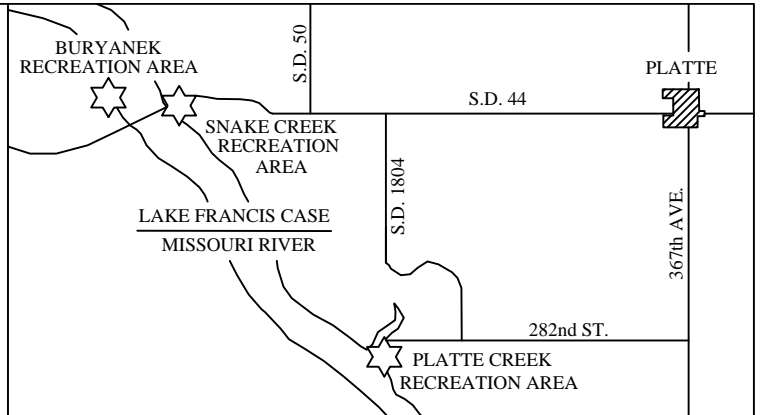 BURYANEK
RECREATION AREA
S.D. 50
PLATTE
S.D. 44
SNAKE CREEK
RECREATION
AREA
S.D. 1804
367th AVE.
LAKE FRANCIS CASE
MISSOURI RIVER
282nd ST.
PLATTE CREEK
RECREATION AREA